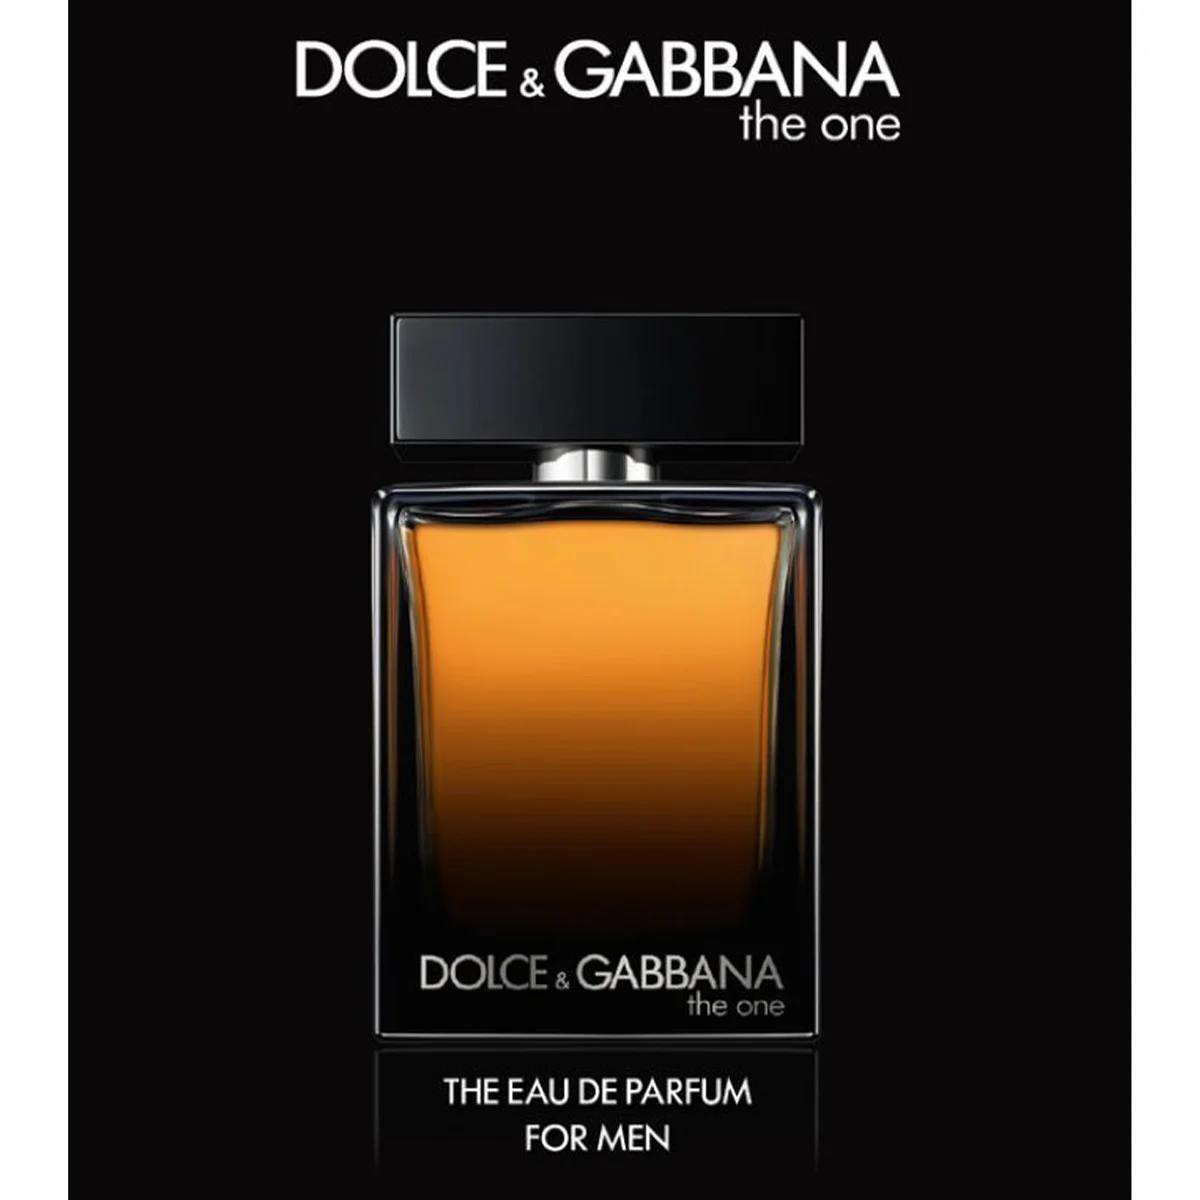 DOLCE & GABBANA
the one
DOLCE & GABBANA
the one
THE EAU DE PARFUM
FOR MEN